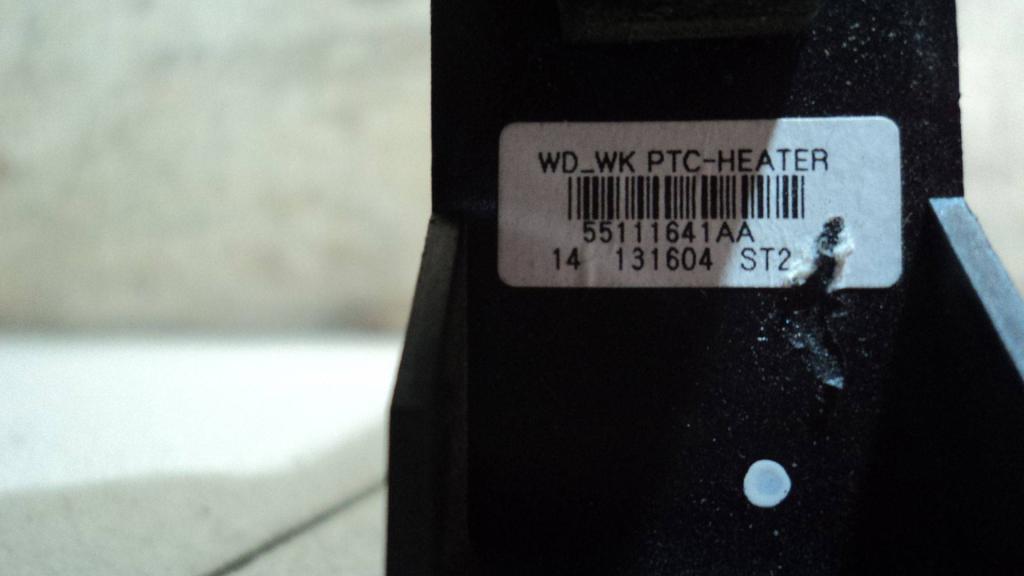 WD_WK PTC-HEATER
55111641AA
14 131604 ST2